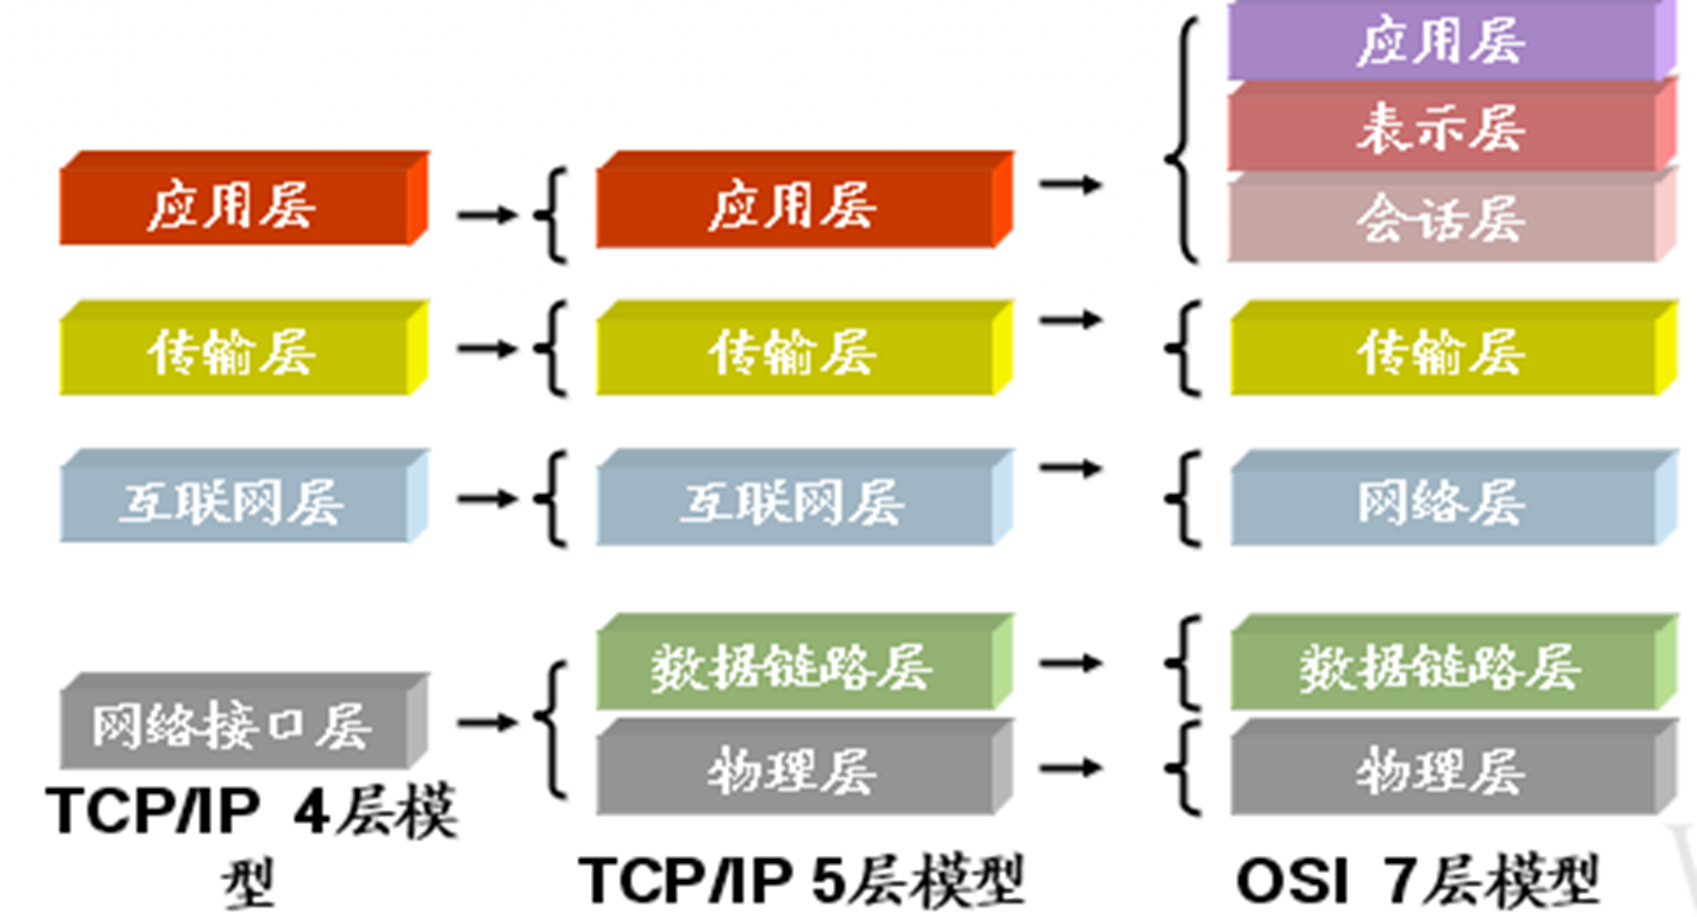 应用层
传输层
互联网层
网络接口层
TCP/IP 4层模
型
应用层
传输层
互联网层
数据链路层
物理层
TCP/IP 5层模型
应用层
表示层
会话层
传输层
网络层
数据链路层
物理层
OSI 7层模型